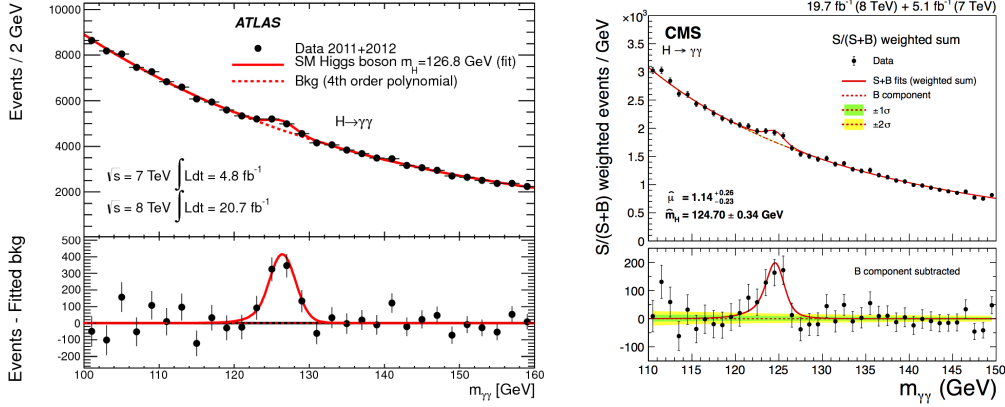 Events / 2 GeV
10000
8000
6000
4000
2000
ATLAS
Data 2011+2012
SM Higgs boson m_H=126.8 GeV (fit)
Bkg (4th order polynomial)
H→γγ
√s = 7 TeV ∫Ldt = 4.8 fb⁻¹
√s = 8 TeV ∫Ldt = 20.7 fb⁻¹
Events - Fitted bkg
500
400
300
200
100
0
-100
-200
100 110 120 130 140 150 160
m_γγ [GeV]
19.7 fb⁻¹ (8 TeV) + 5.1 fb⁻¹ (7 TeV)
S/(S+B) weighted events / GeV
×10³
3.5
3
2.5
2
1.5
1
0.5
0
CMS
H → γγ
S/(S+B) weighted sum
Data
S+B fits (weighted sum)
B component
±1σ
±2σ
μ̂ = 1.14 +0.26 −0.23
m̂_H = 124.70 ± 0.34 GeV
200
100
0
-100
B component subtracted
110 115 120 125 130 135 140 145 150
m_γγ (GeV)